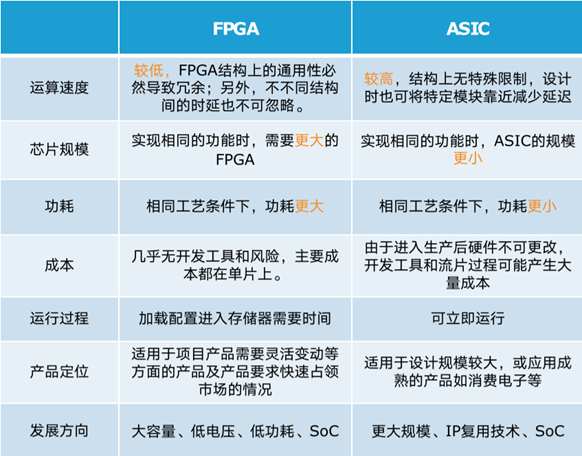 FPGA
ASIC
运算速度
较低，FPGA结构上的通用性必
然导致冗余；另外，不不同结构
间的时延也不可忽略。
较高，结构上无特殊限制，设计
时也可将特定模块靠近减少延迟
芯片规模
实现相同的功能时，需要更大的
FPGA
实现相同的功能时，ASIC的规模
更小
功耗
相同工艺条件下，功耗更大
相同工艺条件下，功耗更小
成本
几乎无开发工具和风险，主要成
本都在单片上。
由于进入生产后硬件不可更改，
开发工具和流片过程可能产生大
量成本
运行过程
加载配置进入存储器需要时间
可立即运行
产品定位
适用于项目产品需要灵活变动等
方面的产品及产品要求快速占领
市场的情况
适用于设计规模较大，或应用成
熟的产品如消费电子等
发展方向
大容量、低电压、低功耗、SoC
更大规模、IP复用技术、SoC